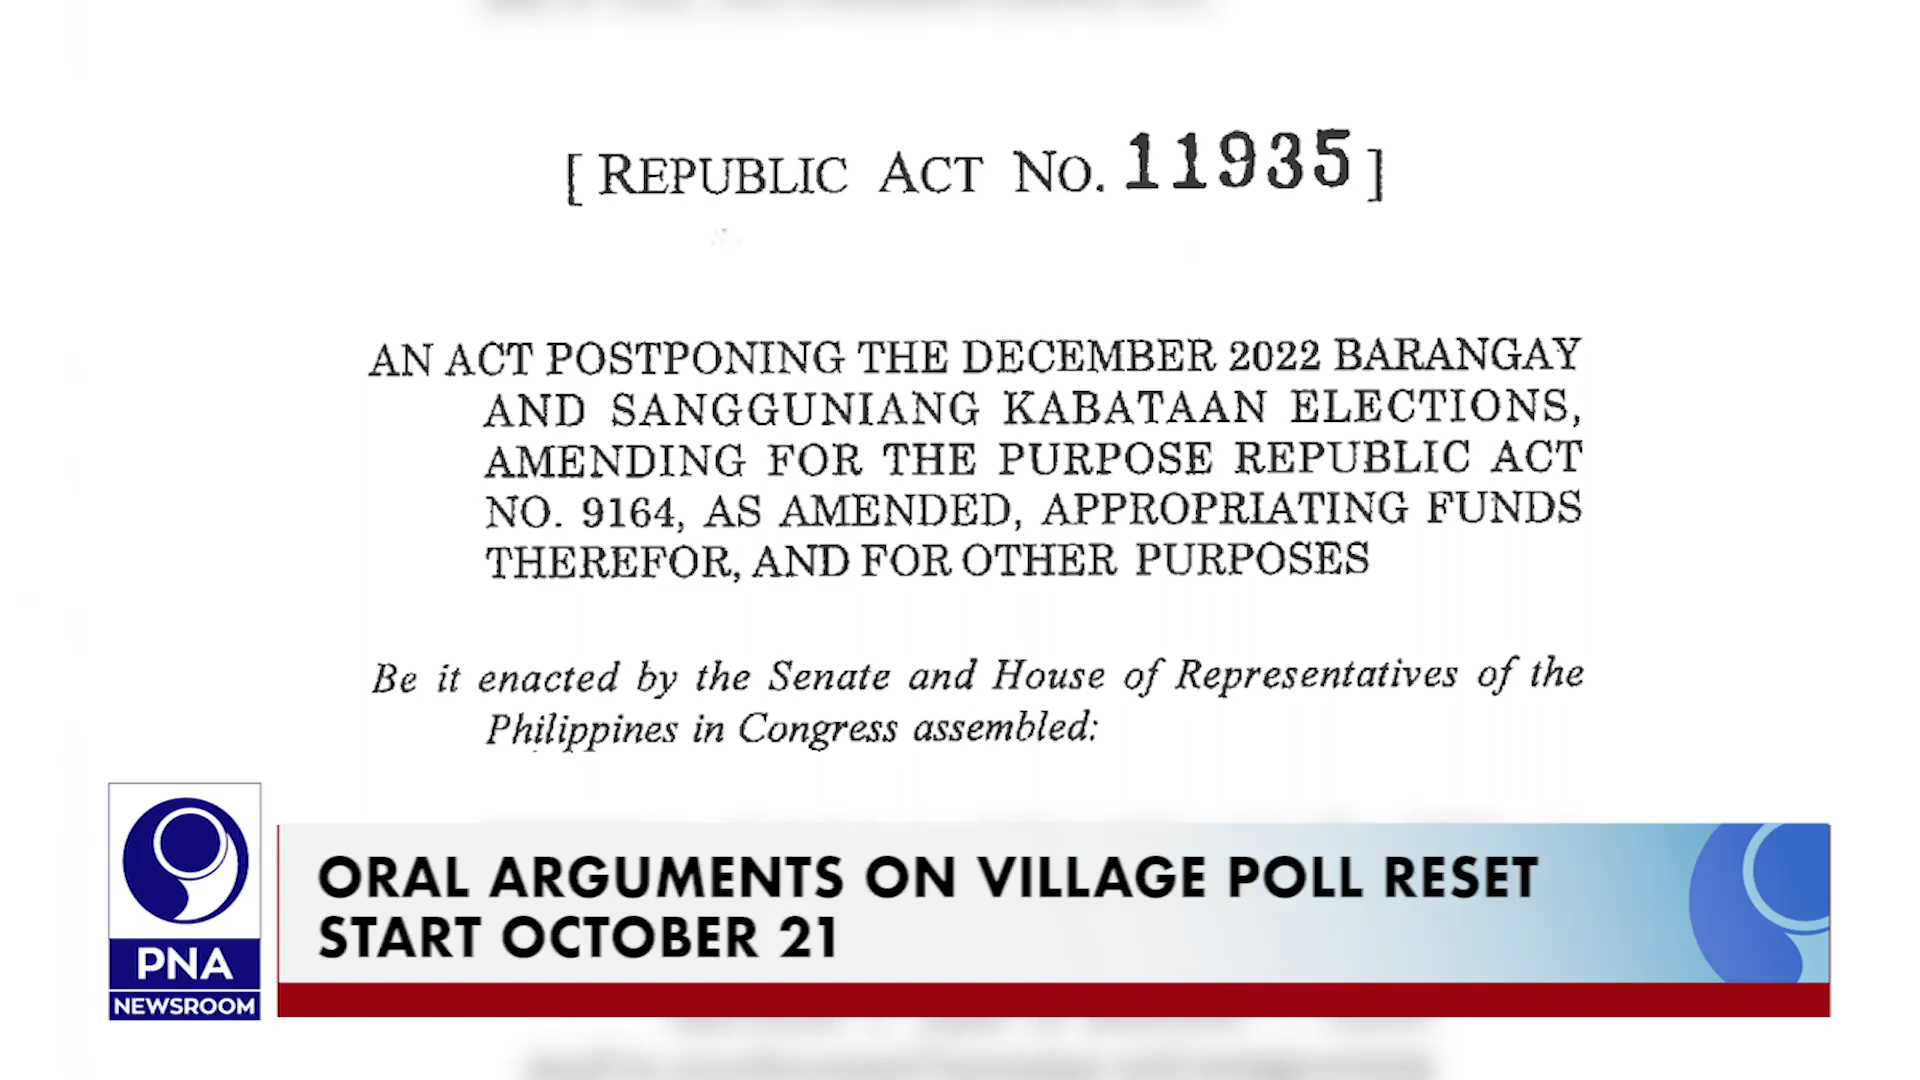 [ REPUBLIC ACT NO. 11935 ]
AN ACT POSTPONING THE DECEMBER 2022 BARANGAY
AND SANGGUNIANG KABATAAN ELECTIONS,
AMENDING FOR THE PURPOSE REPUBLIC ACT
NO. 9164, AS AMENDED, APPROPRIATING FUNDS
THEREFOR, AND FOR OTHER PURPOSES
Be it enacted by the Senate and House of Representatives of the
Philippines in Congress assembled:
ORAL ARGUMENTS ON VILLAGE POLL RESET
START OCTOBER 21
PNA
NEWSROOM